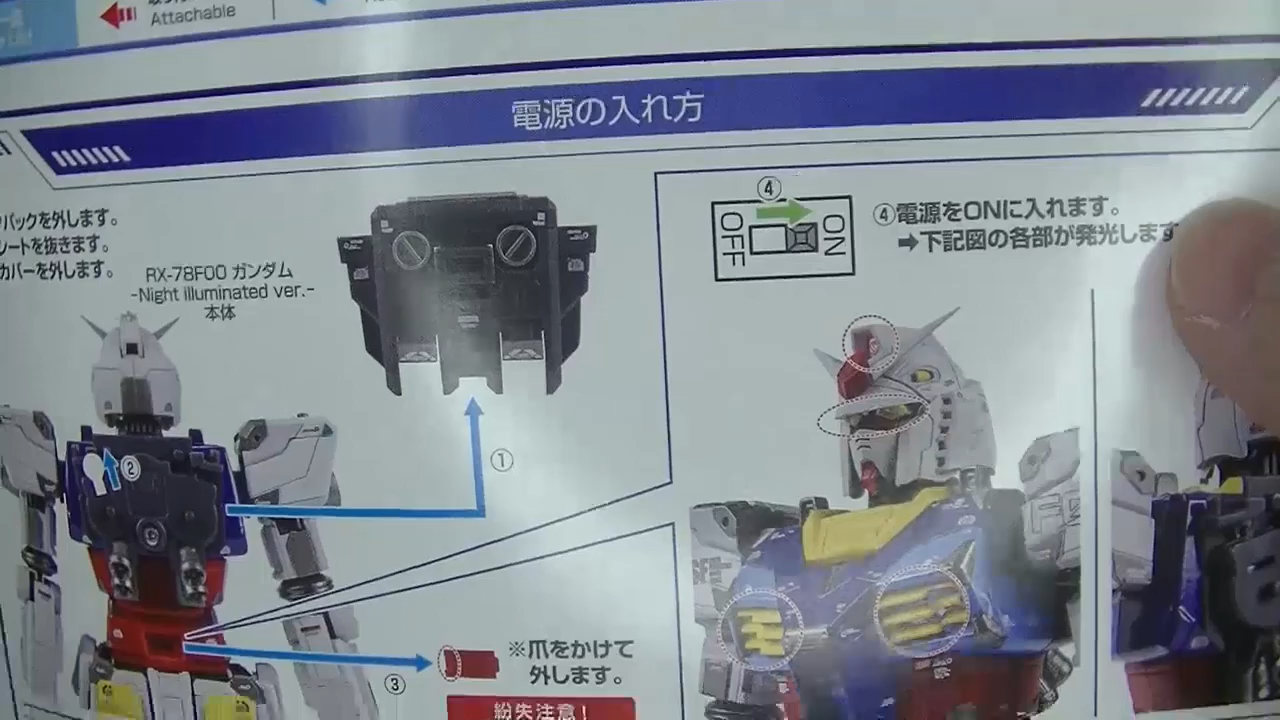 Attachable
電源の入れ方
パックを外します。
レートを抜きます。
カバーを外します。
RX-78F00 ガンダム
-Night illuminated ver.-
本体
①
②
③
※爪をかけて
外します。
紛失注意！
④
OFF
ON
④電源をONに入れます。
➡下記図の各部が発光します